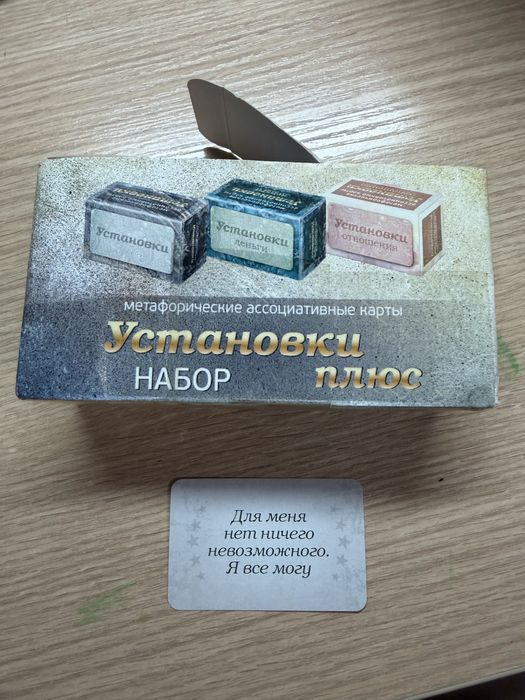 Установки
Установки
деньги
Установки
отношения
метафорические ассоциативные карты
Установки
НАБОР плюс
Для меня
нет ничего
невозможного.
Я все могу